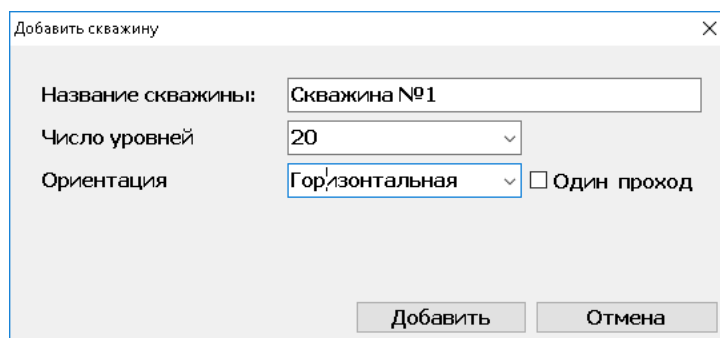 Добавить скважину
Название скважины: Скважина №1
Число уровней 20
Ориентация Горизонтальная Один проход
Добавить Отмена